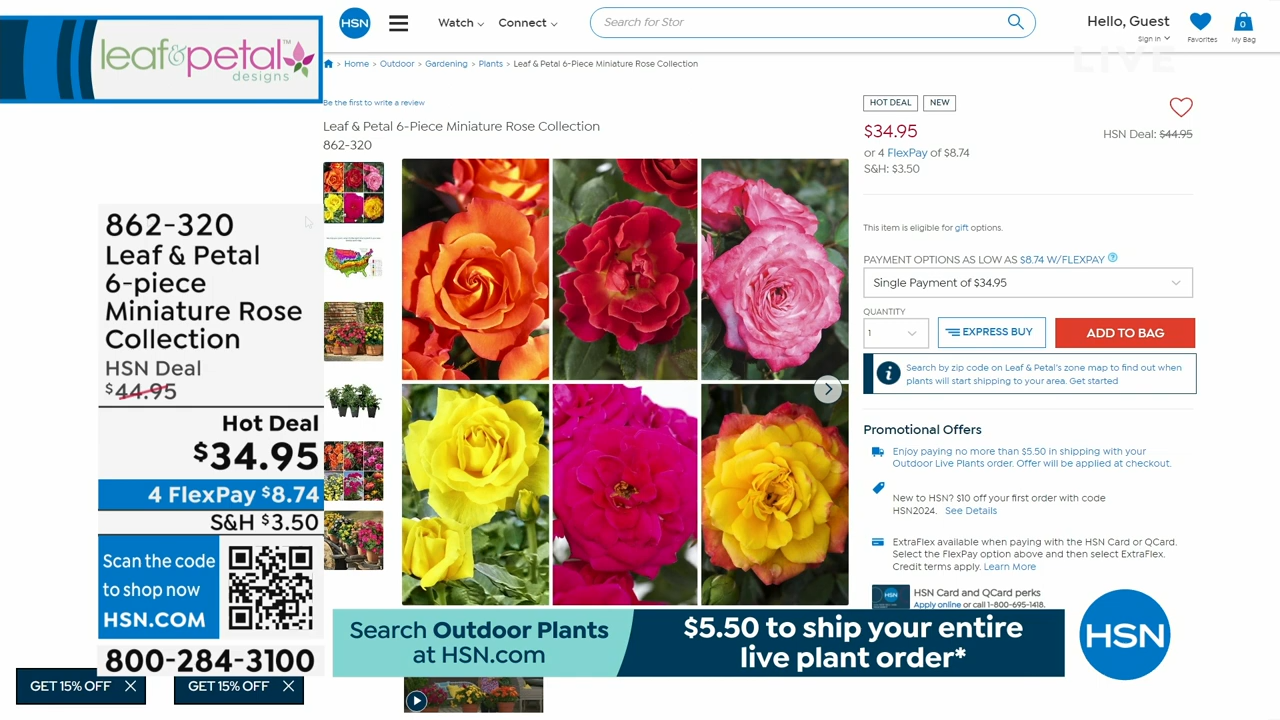 leaf&petal™
designs
HSN
Watch
Connect
Search for Stor
Hello, Guest
Sign in
Favorites
0
My Bag
LIVE
> Home > Outdoor > Gardening > Plants > Leaf & Petal 6-Piece Miniature Rose Collection
Be the first to write a review
Leaf & Petal 6-Piece Miniature Rose Collection
862-320
HOT DEAL
NEW
$34.95
HSN Deal: $44.95
or 4 FlexPay of $8.74
S&H: $3.50
This item is eligible for gift options.
PAYMENT OPTIONS AS LOW AS $8.74 W/FLEXPAY ?
Single Payment of $34.95
QUANTITY
1
EXPRESS BUY
ADD TO BAG
Search by zip code on Leaf & Petal's zone map to find out when
plants will start shipping to your area. Get started
Promotional Offers
Enjoy paying no more than $5.50 in shipping with your
Outdoor Live Plants order. Offer will be applied at checkout.
New to HSN? $10 off your first order with code
HSN2024. See Details
ExtraFlex available when paying with the HSN Card or QCard.
Select the FlexPay option above and then select ExtraFlex.
Credit terms apply. Learn More
HSN
HSN Card and QCard perks
Apply online or call 1-800-695-1418.
862-320
Leaf & Petal
6-piece
Miniature Rose
Collection
HSN Deal
$44.95
Hot Deal
$34.95
4 FlexPay $8.74
S&H $3.50
Scan the code
to shop now
HSN.COM
800-284-3100
GET 15% OFF
GET 15% OFF
Search Outdoor Plants
at HSN.com
$5.50 to ship your entire
live plant order*
HSN